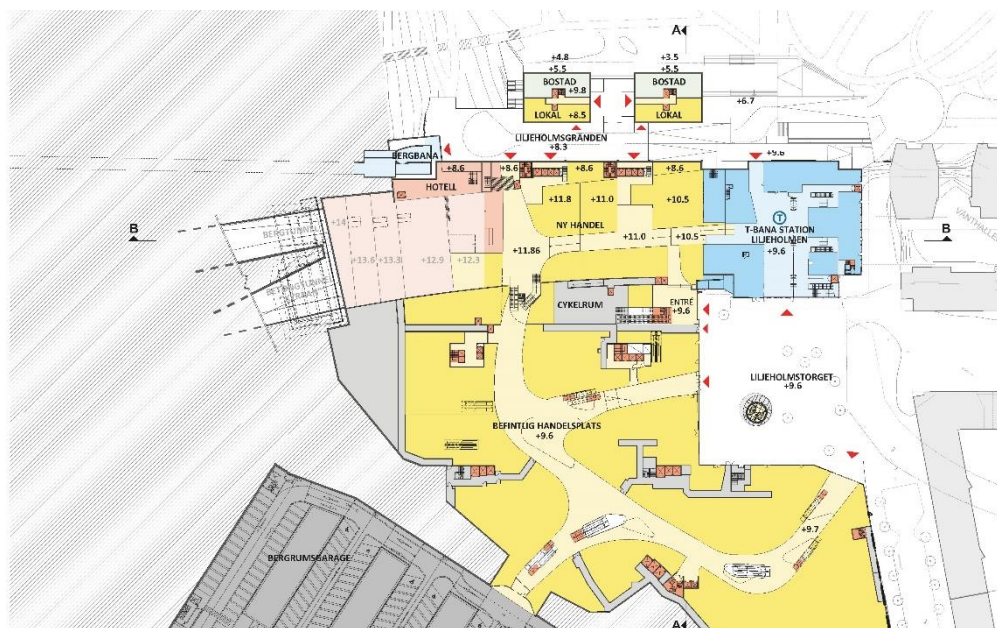 A
+4.8
+5.5
+3.5
+5.5
BOSTAD
+9.8
BOSTAD
LOKAL
+8.5
LOKAL
+6.7
LILJEHOLMSGRÄNDEN
+8.3
BERGBANA
+9.6
+8.6
+8.6
+8.6
+8.6
HOTELL
+11.8
+11.0
+10.5
NY HANDEL
T
T-BANA STATION
LILJEHOLMEN
+9.6
VÄNTHALL
+14
B
BERGTUNNEL
+11.0
+10.5
B
+11.86
+13.6
+13.3
+12.9
+12.3
CYKELRUM
ENTRÉ
+9.6
LILJEHOLMSTORGET
+9.6
BEFINTLIG HANDELSPLATS
+9.6
+9.7
BERGRUMSGARAGE
A